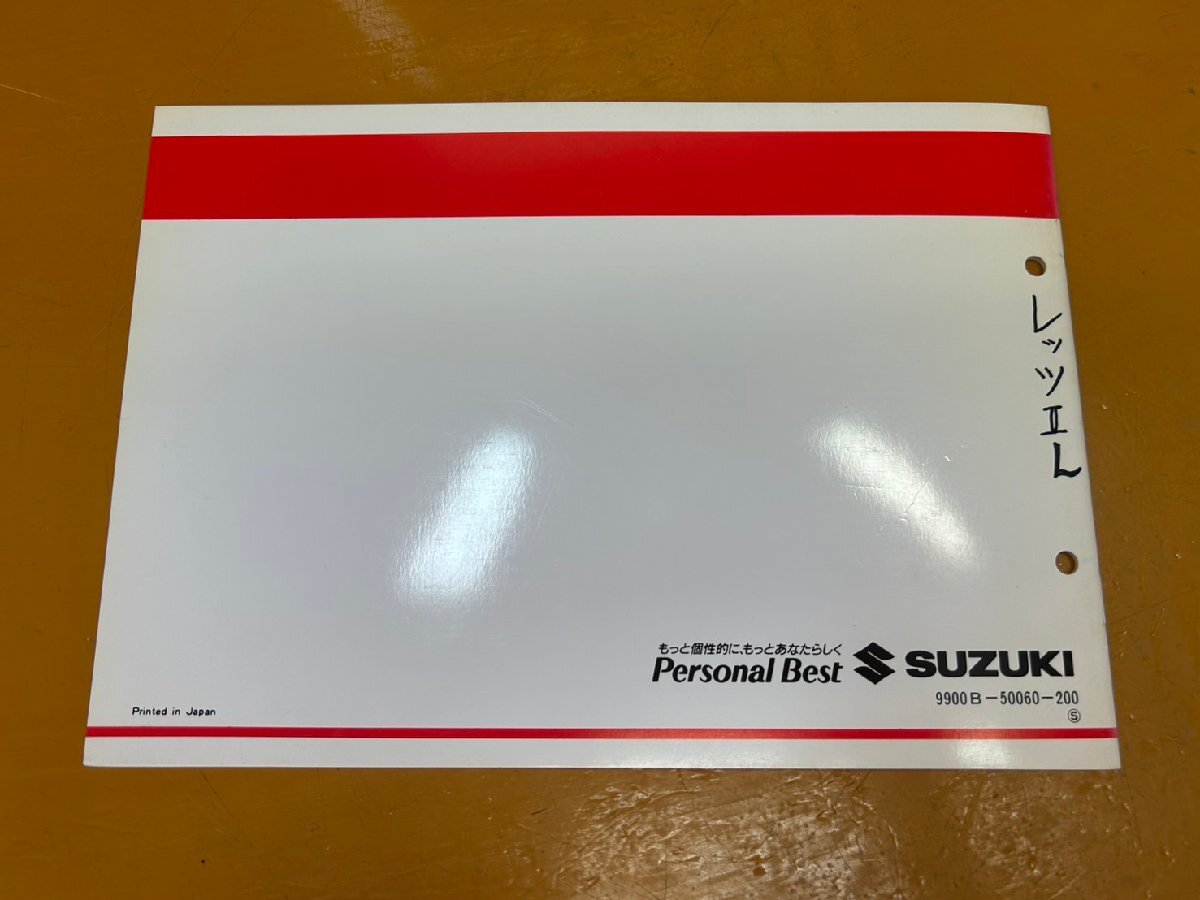 レッツⅡL
もっと個性的に、もっとあなたらしく
Personal Best SUZUKI
9900B-50060-200
Ⓢ
Printed in Japan